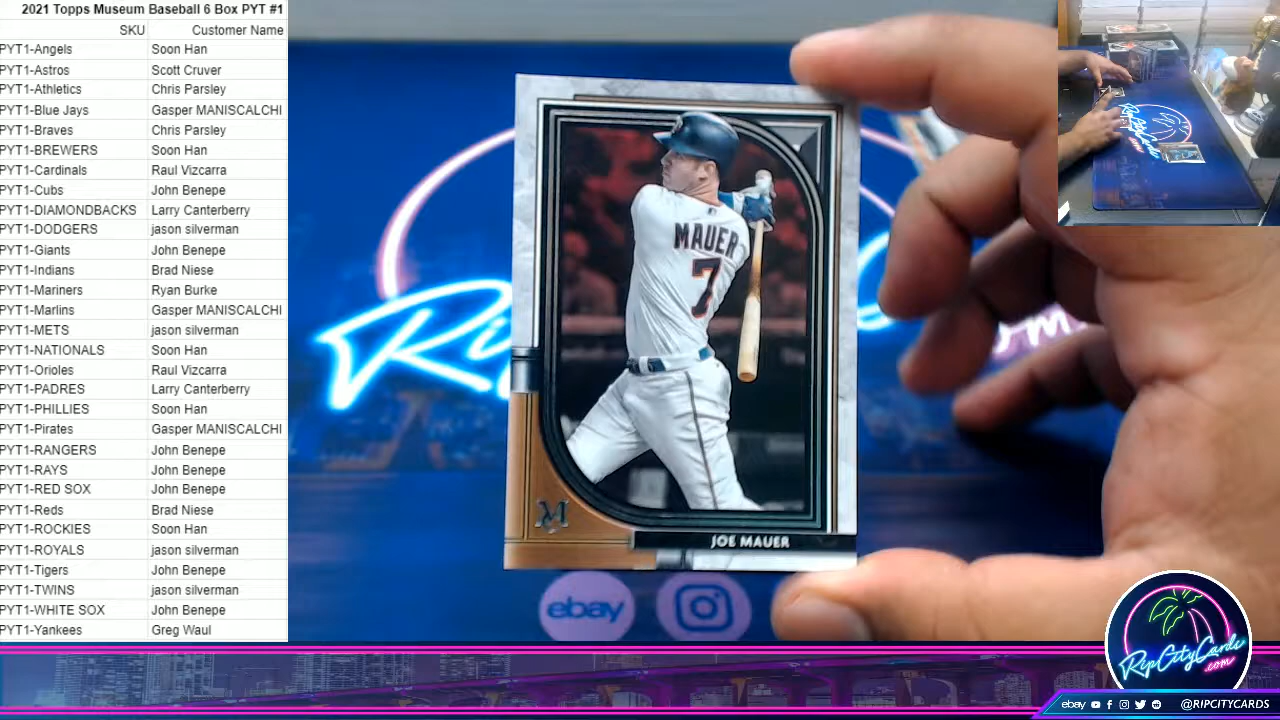 2021 Topps Museum Baseball 6 Box PYT #1
SKU Customer Name
PYT1-Angels Soon Han
PYT1-Astros Scott Cruver
PYT1-Athletics Chris Parsley
PYT1-Blue Jays Gasper MANISCALCHI
PYT1-Braves Chris Parsley
PYT1-BREWERS Soon Han
PYT1-Cardinals Raul Vizcarra
PYT1-Cubs John Benepe
PYT1-DIAMONDBACKS Larry Canterberry
PYT1-DODGERS jason silverman
PYT1-Giants John Benepe
PYT1-Indians Brad Niese
PYT1-Mariners Ryan Burke
PYT1-Marlins Gasper MANISCALCHI
PYT1-METS jason silverman
PYT1-NATIONALS Soon Han
PYT1-Orioles Raul Vizcarra
PYT1-PADRES Larry Canterberry
PYT1-PHILLIES Soon Han
PYT1-Pirates Gasper MANISCALCHI
PYT1-RANGERS John Benepe
PYT1-RAYS John Benepe
PYT1-RED SOX John Benepe
PYT1-Reds Brad Niese
PYT1-ROCKIES Soon Han
PYT1-ROYALS jason silverman
PYT1-Tigers John Benepe
PYT1-TWINS jason silverman
PYT1-WHITE SOX John Benepe
PYT1-Yankees Greg Waul
MAUER
7
M
JOE MAUER
ebay
RipCityCards
.com
ebay @RIPCITYCARDS